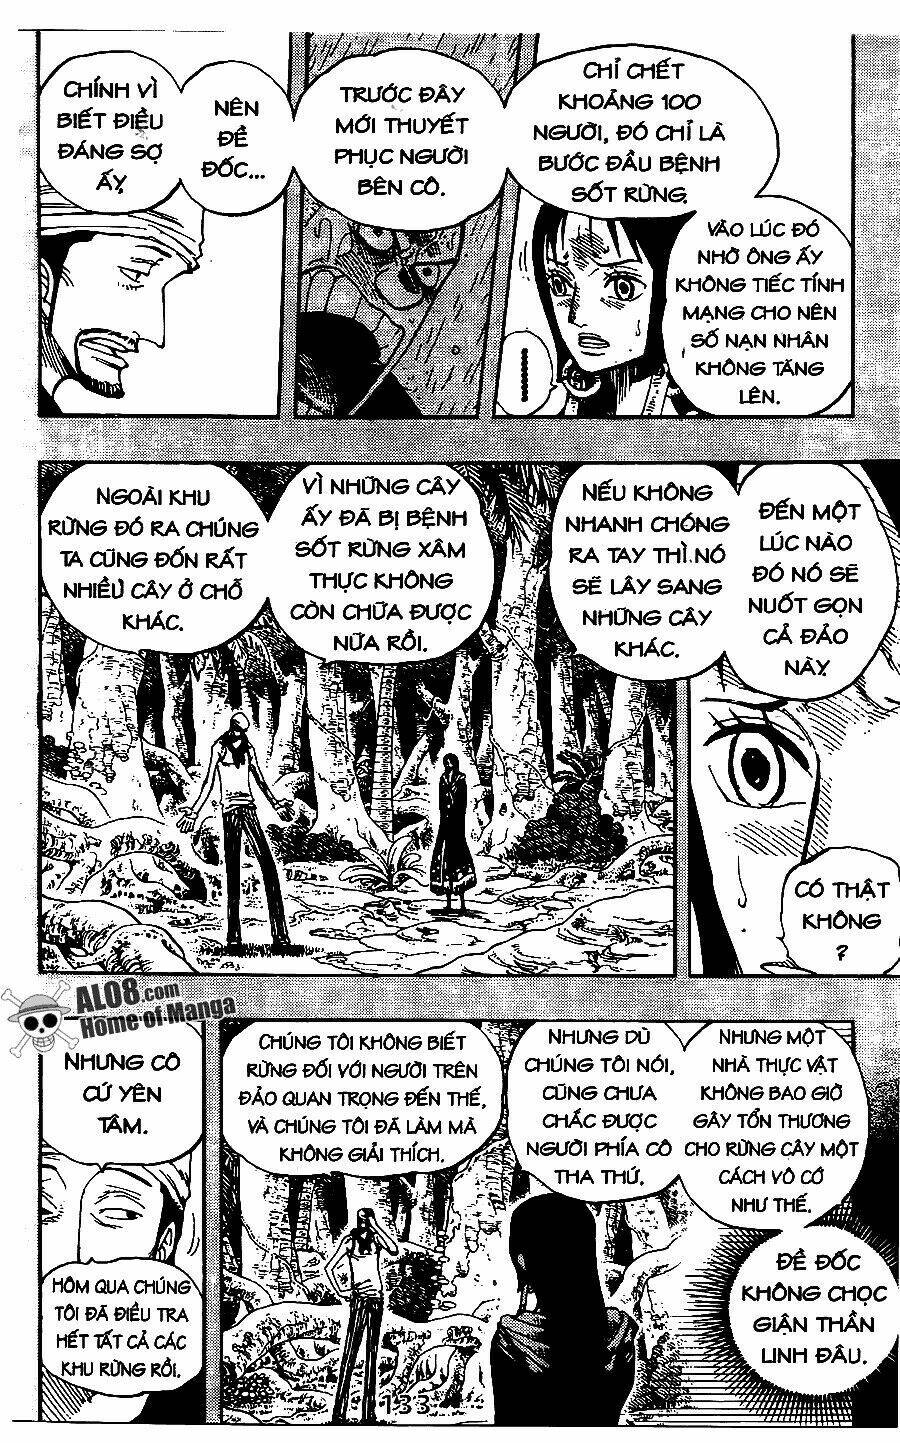 CHỈ CHẾT
KHOẢNG 100
NGƯỜI, ĐÓ CHỈ LÀ
BƯỚC ĐẦU BỆNH
SỐT RỪNG.
VÀO LÚC ĐÓ
NHỜ ÔNG ẤY
KHÔNG TIẾC TÍNH
MẠNG CHO NÊN
SỐ NẠN NHÂN
KHÔNG TĂNG
LÊN.
TRƯỚC ĐÂY
MỚI THUYẾT
PHỤC NGƯỜI
BÊN CÔ.
NÊN
ĐỀ
ĐỐC...
CHÍNH VÌ
BIẾT ĐIỀU
ĐÁNG SỢ
ẤY,
ĐẾN MỘT
LÚC NÀO
ĐÓ NÓ SẼ
NUỐT GỌN
CẢ ĐẢO
NÀY.
CÓ THẬT
KHÔNG
?
NẾU KHÔNG
NHANH CHÓNG
RA TAY THÌ NÓ
SẼ LÂY SANG
NHỮNG CÂY
KHÁC.
VÌ NHỮNG CÂY
ẤY ĐÃ BỊ BỆNH
SỐT RỪNG XÂM
THỰC KHÔNG
CÒN CHỮA ĐƯỢC
NỮA RỒI.
NGOÀI KHU
RỪNG ĐÓ RA CHÚNG
TA CŨNG ĐỐN RẤT
NHIỀU CÂY Ở CHỖ
KHÁC.
NHƯNG MỘT
NHÀ THỰC VẬT
KHÔNG BAO GIỜ
GÂY TỔN THƯƠNG
CHO RỪNG CÂY MỘT
CÁCH VÔ CỚ
NHƯ THẾ.
ĐỀ ĐỐC
KHÔNG CHỌC
GIẬN THẦN
LINH ĐÂU.
NHƯNG DÙ
CHÚNG TÔI NÓI,
CŨNG CHƯA
CHẮC ĐƯỢC
NGƯỜI PHÍA CÔ
THA THỨ.
CHÚNG TÔI KHÔNG BIẾT
RỪNG ĐỐI VỚI NGƯỜI TRÊN
ĐẢO QUAN TRỌNG ĐẾN THẾ,
VÀ CHÚNG TÔI ĐÃ LÀM MÀ
KHÔNG GIẢI THÍCH.
NHƯNG CÔ
CỨ YÊN
TÂM.
HÔM QUA CHÚNG
TÔI ĐÃ ĐIỀU TRA
HẾT TẤT CẢ CÁC
KHU RỪNG RỒI.
AL08.com
Home of Manga
133